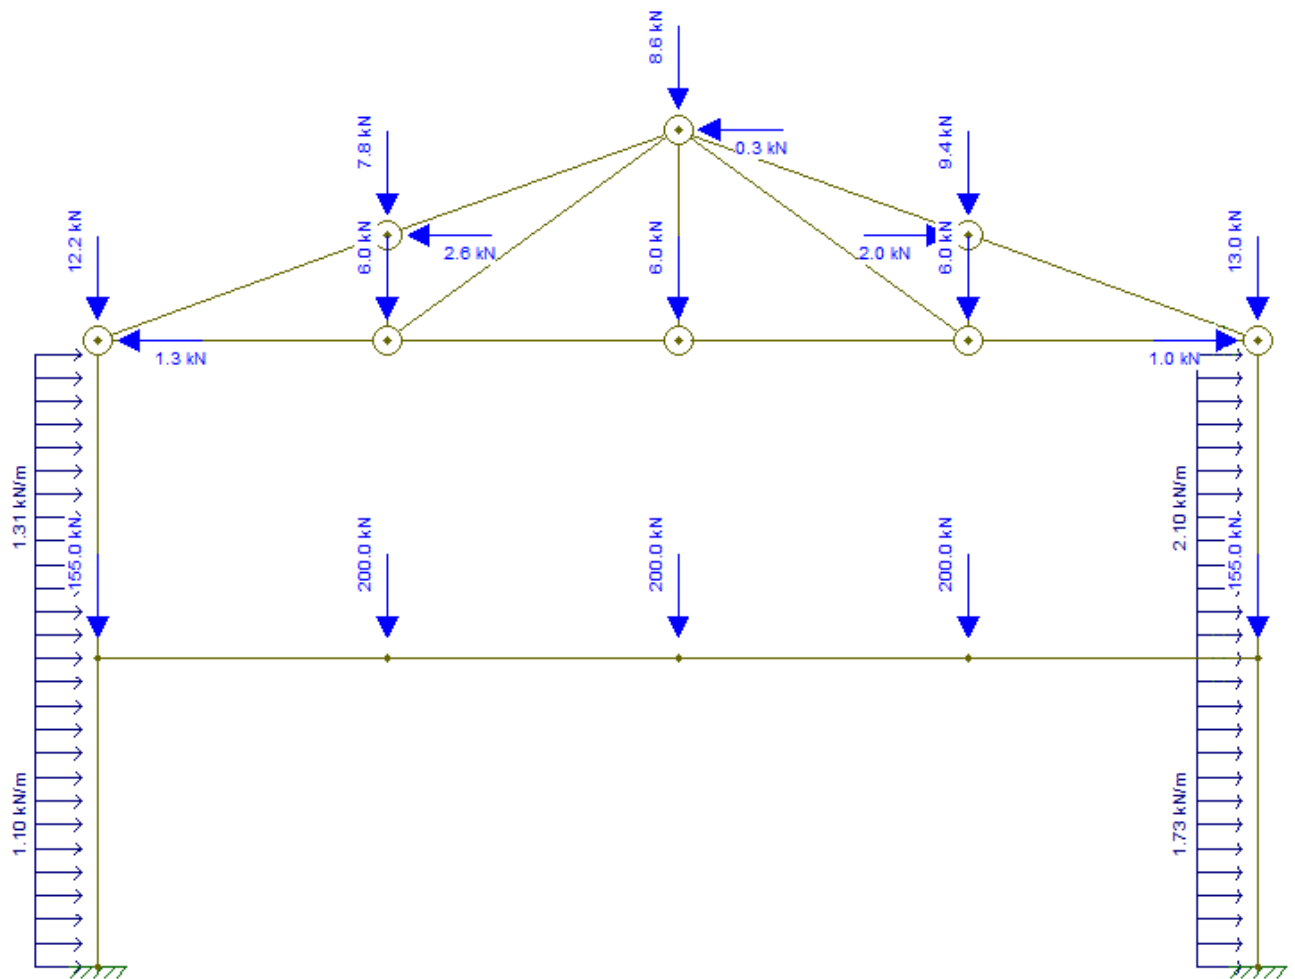 8.6 kN
0.3 kN
7.8 kN
9.4 kN
12.2 kN
6.0 kN
2.6 kN
6.0 kN
2.0 kN
6.0 kN
13.0 kN
1.3 kN
1.0 kN
1.31 kN/m
2.10 kN/m
155.0 kN
200.0 kN
200.0 kN
200.0 kN
155.0 kN
1.10 kN/m
1.73 kN/m